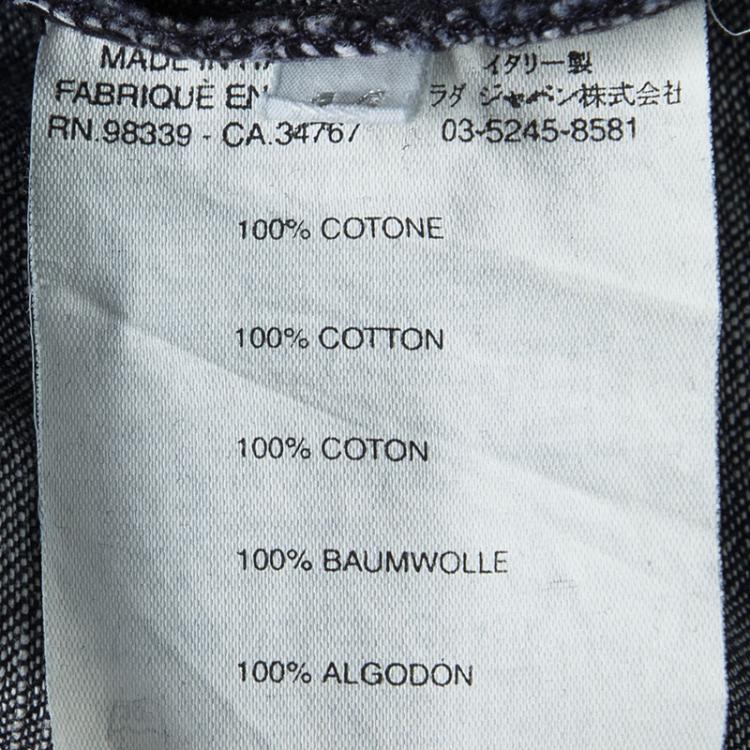 MADE IN
イタリー製
FABRIQUÉ EN
ラダ ジャパン株式会社
RN.98339 - CA.34767
03-5245-8581
100% COTONE
100% COTTON
100% COTON
100% BAUMWOLLE
100% ALGODÓN